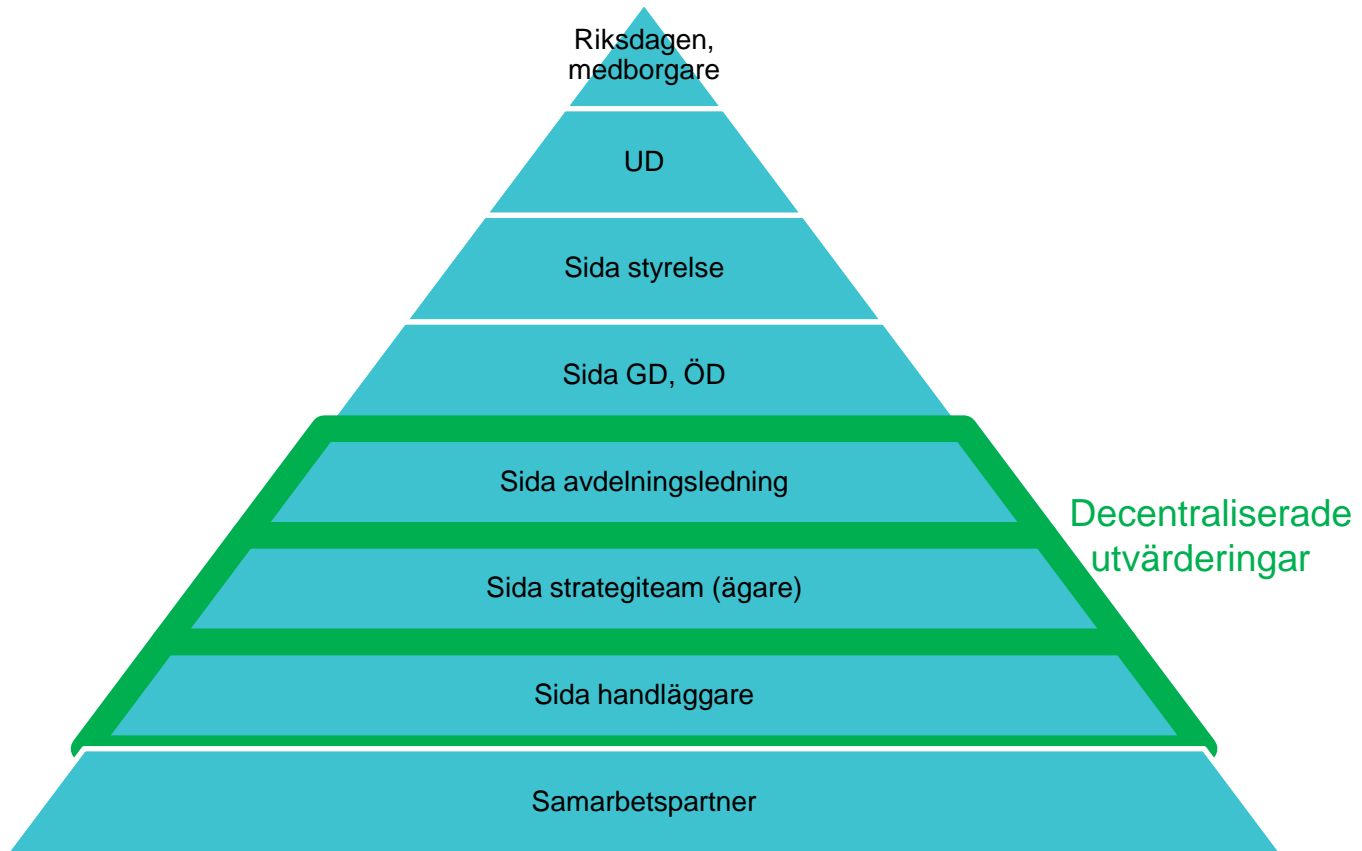 Riksdagen,
medborgare
UD
Sida styrelse
Sida GD, ÖD
Sida avdelningsledning
Decentraliserade
utvärderingar
Sida strategiteam (ägare)
Sida handläggare
Samarbetspartner